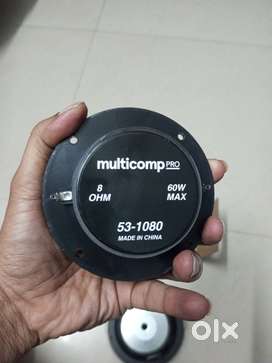 multicomp PRO
8 OHM
60W MAX
53-1080
MADE IN CHINA
olx